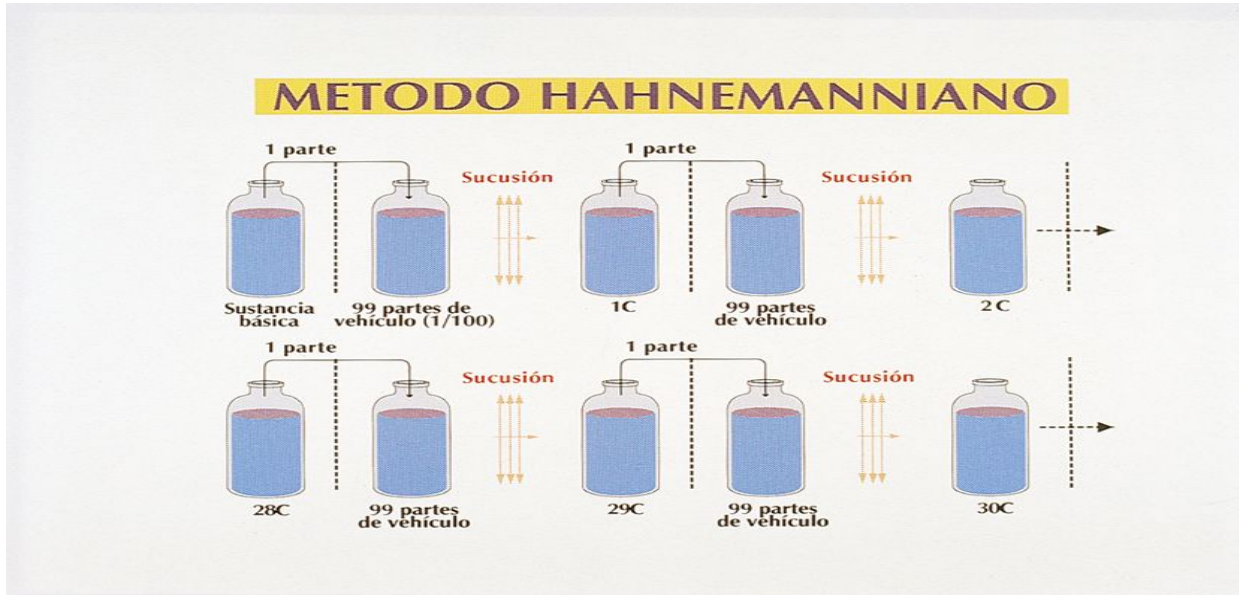 METODO HAHNEMANNIANO
1 parte
1 parte
Sucusión
Sucusión
Sustancia
básica
99 partes de
vehículo (1/100)
1C
99 partes
de vehículo
2C
1 parte
1 parte
Sucusión
Sucusión
28C
99 partes
de vehículo
29C
99 partes
de vehículo
30C